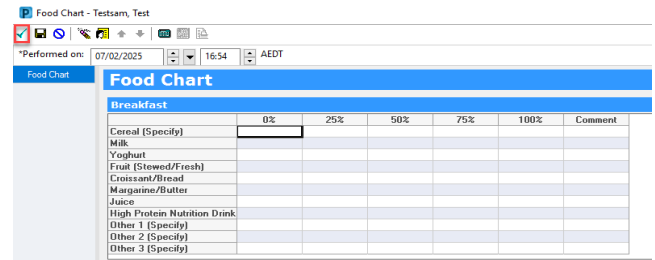 Food Chart - Testsam, Test
*Performed on: 07/02/2025 16:54 AEDT
Food Chart
Food Chart
Breakfast
0% 25% 50% 75% 100% Comment
Cereal (Specify)
Milk
Yoghurt
Fruit (Stewed/Fresh)
Croissant/Bread
Margarine/Butter
Juice
High Protein Nutrition Drink
Other 1 (Specify)
Other 2 (Specify)
Other 3 (Specify)